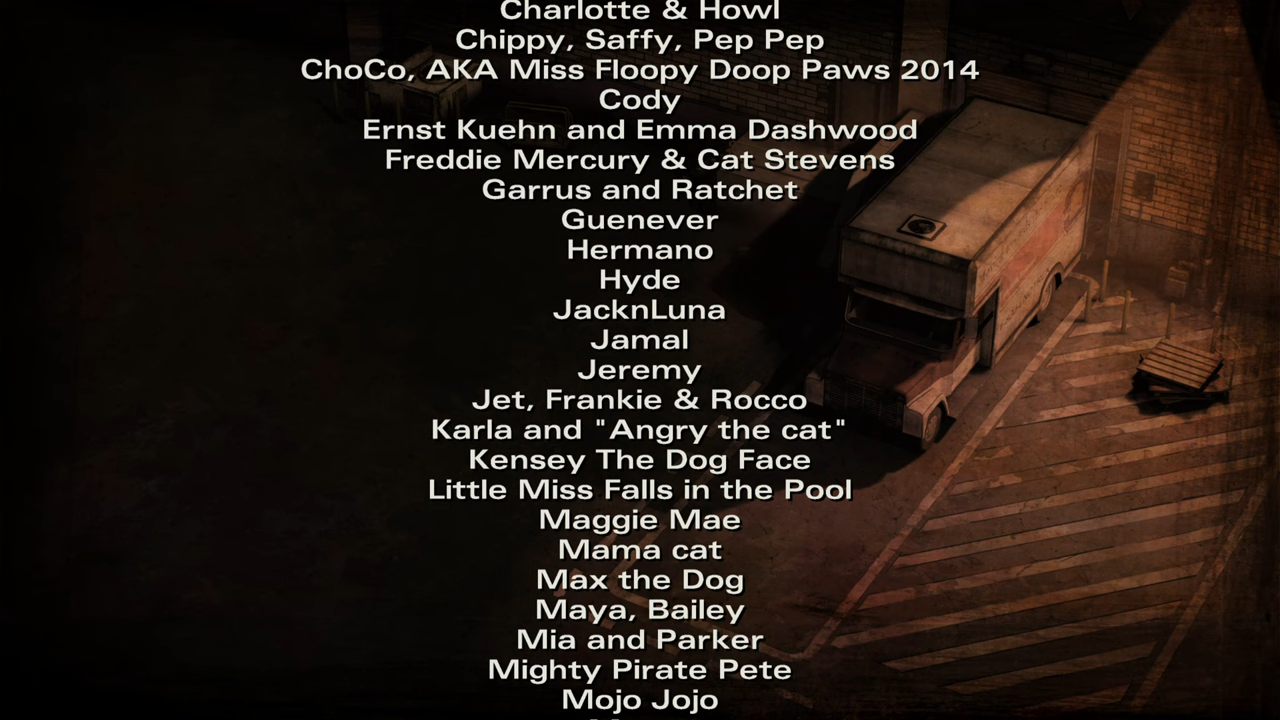 Charlotte & Howl
Chippy, Saffy, Pep Pep
ChoCo, AKA Miss Floopy Doop Paws 2014
Cody
Ernst Kuehn and Emma Dashwood
Freddie Mercury & Cat Stevens
Garrus and Ratchet
Guenever
Hermano
Hyde
JacknLuna
Jamal
Jeremy
Jet, Frankie & Rocco
Karla and "Angry the cat"
Kensey The Dog Face
Little Miss Falls in the Pool
Maggie Mae
Mama cat
Max the Dog
Maya, Bailey
Mia and Parker
Mighty Pirate Pete
Mojo Jojo